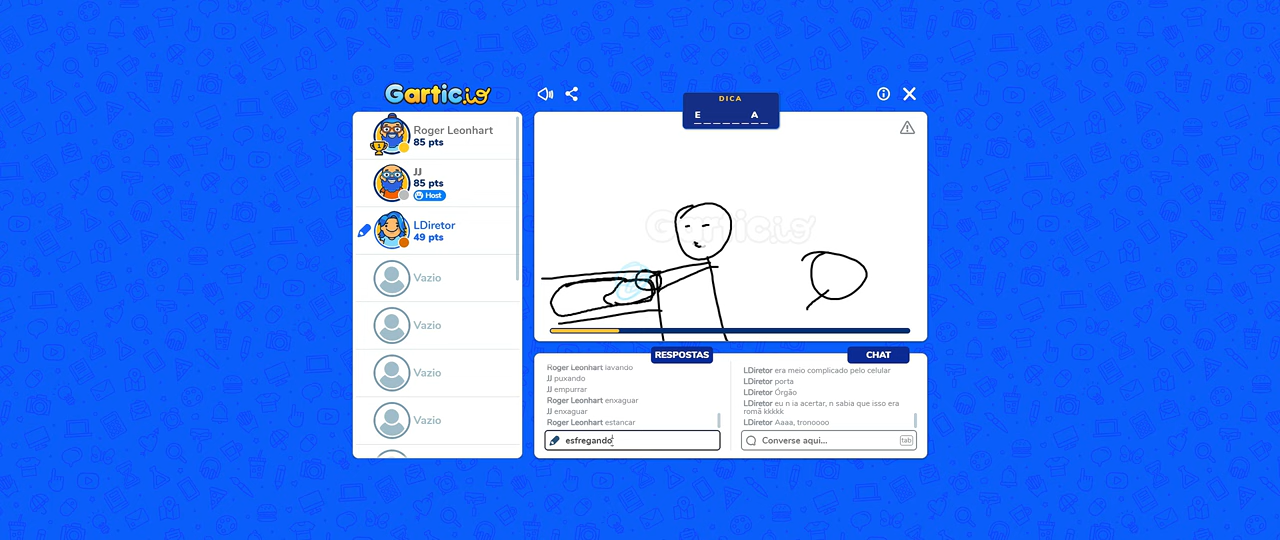 Gartic.io
DICA
E _ _ _ _ _ A _
Roger Leonhart
85 pts
JJ
85 pts
Host
LDiretor
49 pts
Vazio
Vazio
Vazio
Vazio
Gartic.io
RESPOSTAS
Roger Leonhart lavando
JJ puxando
JJ empurrar
Roger Leonhart enxaguar
JJ enxaguar
Roger Leonhart estancar
esfregando
CHAT
LDiretor era meio complicado pelo celular
LDiretor porta
LDiretor Órgão
LDiretor eu n ia acertar, n sabia que isso era
romã kkkkk
LDiretor Aaaa, tronoooo
Converse aqui...
tab